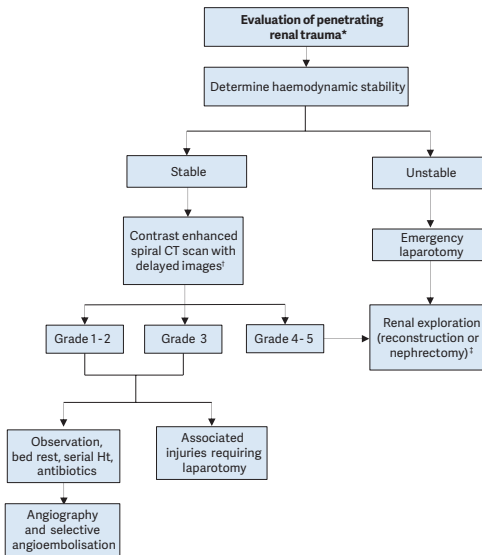 Evaluation of penetrating
renal trauma*
Determine haemodynamic stability
Stable
Unstable
Contrast enhanced
spiral CT scan with
delayed images†
Emergency
laparotomy
Grade 1-2
Grade 3
Grade 4-5
Renal exploration
(reconstruction or
nephrectomy)‡
Observation,
bed rest, serial Ht,
antibiotics
Associated
injuries requiring
laparotomy
Angiography
and selective
angioembolisation